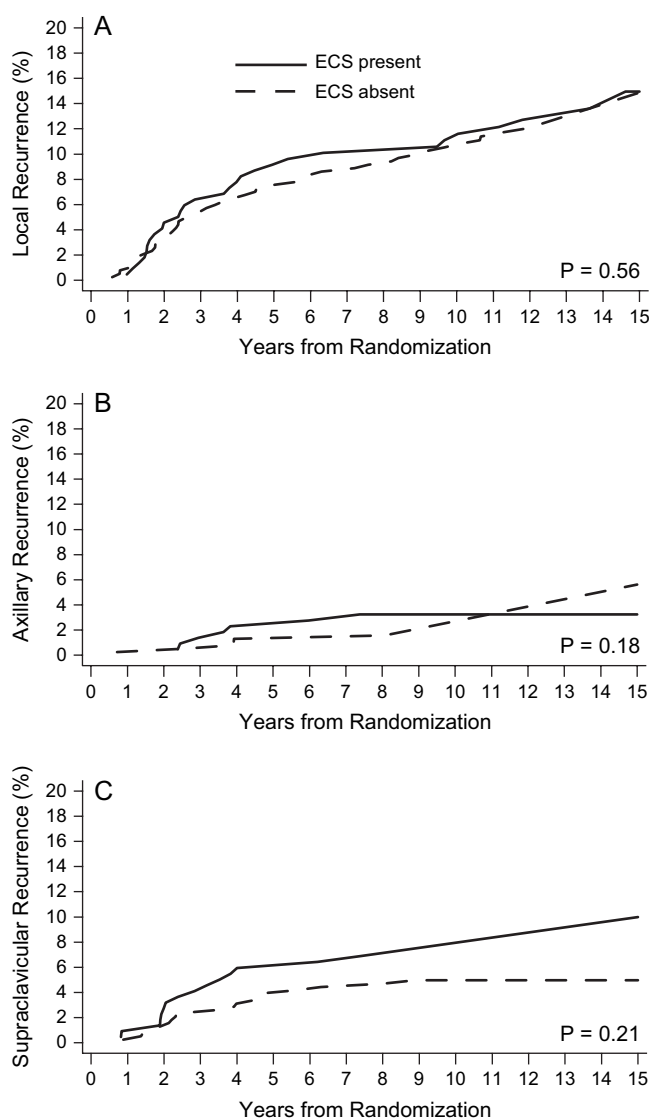 A
ECS present
ECS absent
Local Recurrence (%)
20
18
16
14
12
10
8
6
4
2
0
P = 0.56
0 1 2 3 4 5 6 7 8 9 10 11 12 13 14 15
Years from Randomization
B
Axillary Recurrence (%)
20
18
16
14
12
10
8
6
4
2
0
P = 0.18
0 1 2 3 4 5 6 7 8 9 10 11 12 13 14 15
Years from Randomization
C
Supraclavicular Recurrence (%)
20
18
16
14
12
10
8
6
4
2
0
P = 0.21
0 1 2 3 4 5 6 7 8 9 10 11 12 13 14 15
Years from Randomization